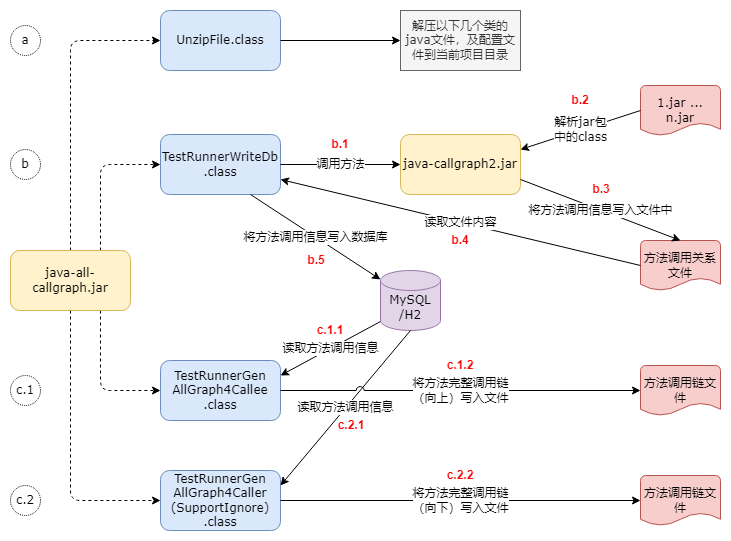 a
UnzipFile.class
解压以下几个类的
java文件，及配置文
件到当前项目目录
b.2
1.jar ...
n.jar
解析jar包
中的class
b
TestRunnerWriteDb
.class
b.1
调用方法
java-callgraph2.jar
b.3
将方法调用信息写入文件中
读取文件内容
b.4
将方法调用信息写入数据库
b.5
方法调用关系
文件
java-all-
callgraph.jar
MySQL
/H2
c.1.1
读取方法调用信息
c.1
TestRunnerGen
AllGraph4Callee
.class
c.1.2
将方法完整调用链
（向上）写入文件
方法调用链文
件
读取方法调用信息
c.2.1
c.2
TestRunnerGen
AllGraph4Caller
(SupportIgnore)
.class
c.2.2
将方法完整调用链
（向下）写入文件
方法调用链文
件